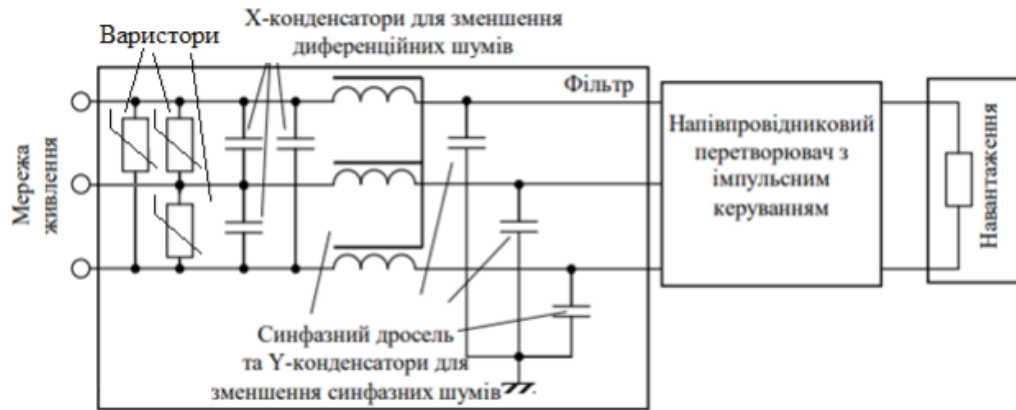 Х-конденсатори для зменшення
диференційних шумів
Варистори
Фільтр
Мережа
живлення
Напівпровідниковий
перетворювач з
імпульсним
керуванням
Навантаження
Синфазний дросель
та Y-конденсатори для
зменшення синфазних шумів